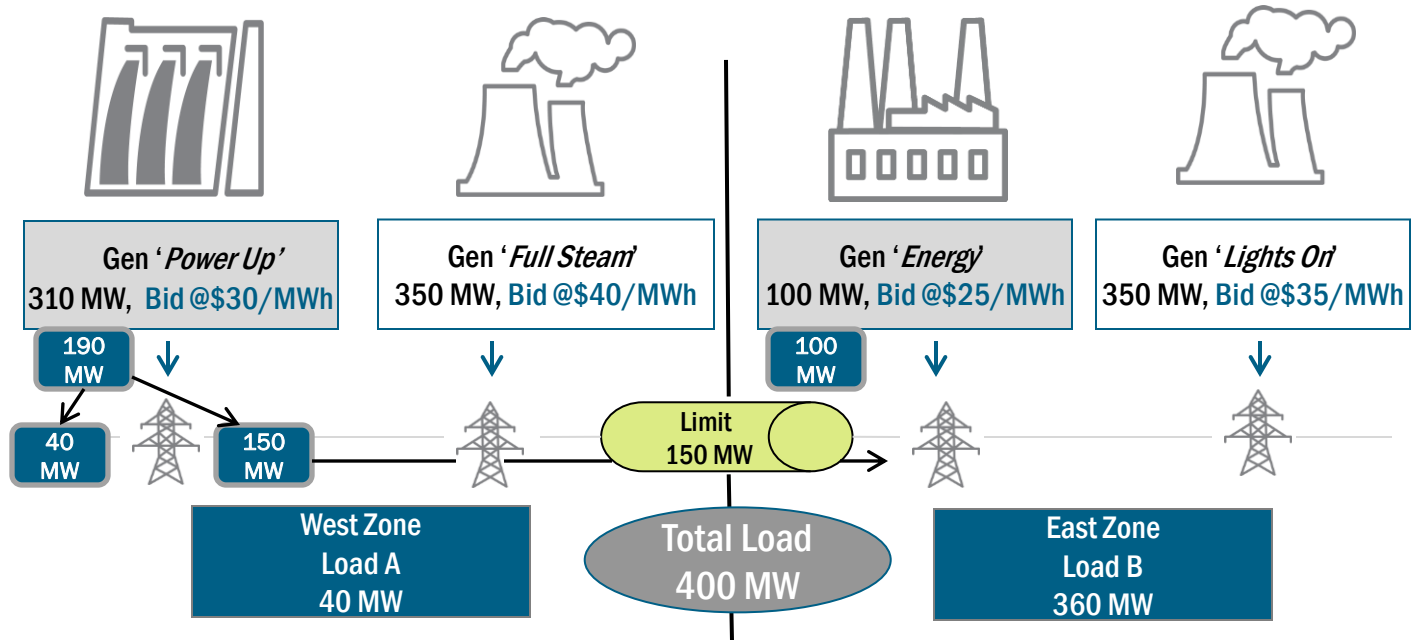 Gen ‘Power Up’
310 MW, Bid @$30/MWh
Gen ‘Full Steam’
350 MW, Bid @$40/MWh
Gen ‘Energy’
100 MW, Bid @$25/MWh
Gen ‘Lights On’
350 MW, Bid @$35/MWh
190
MW
100
MW
40
MW
150
MW
Limit
150 MW
West Zone
Load A
40 MW
Total Load
400 MW
East Zone
Load B
360 MW